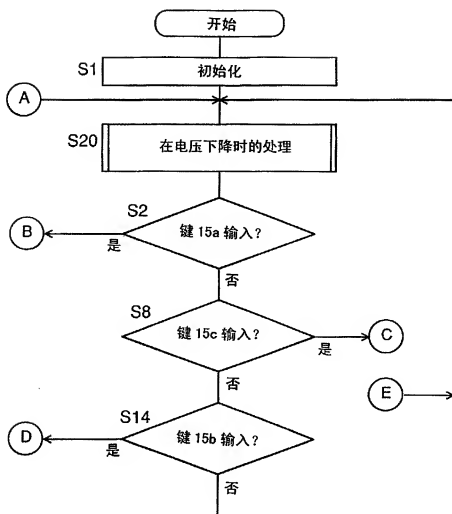 开始
S1
初始化
A
S20
在电压下降时的处理
S2
键 15a 输入?
B
是
否
S8
键 15c 输入?
C
是
否
E
S14
键 15b 输入?
D
是
否